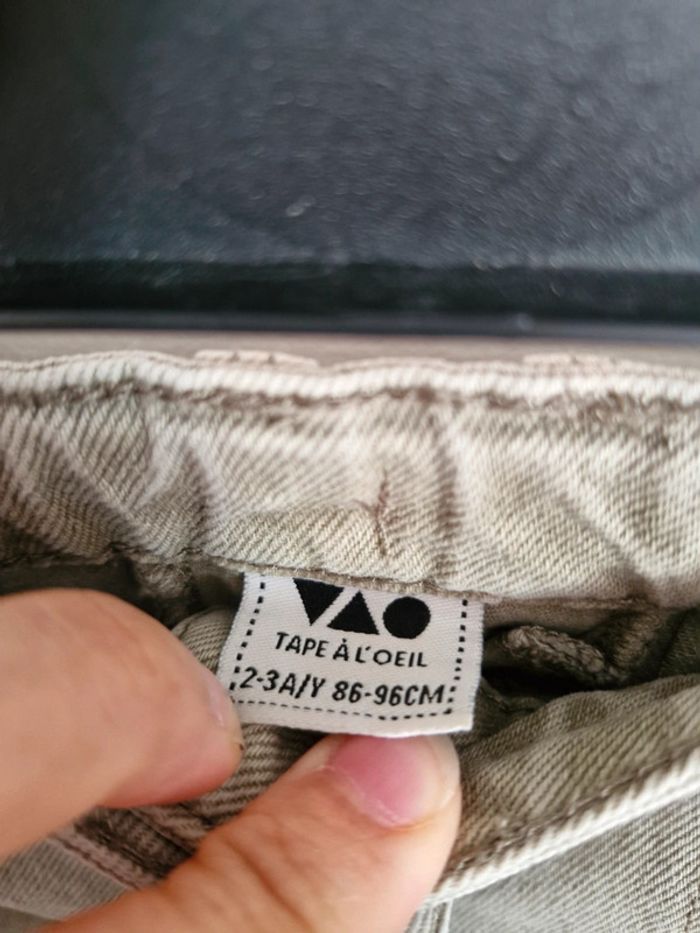 TAPE À L'OEIL
2-3A/Y 86-96CM